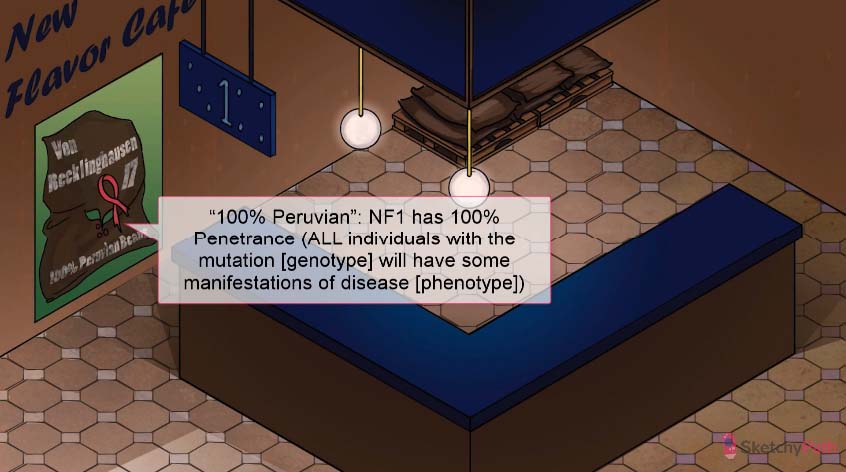 New
Flavor Cafe
1
Von
Recklinghausen
17
100% Peruvian Beans
“100% Peruvian”: NF1 has 100%
Penetrance (ALL individuals with the
mutation [genotype] will have some
manifestations of disease [phenotype])
SketchyPath